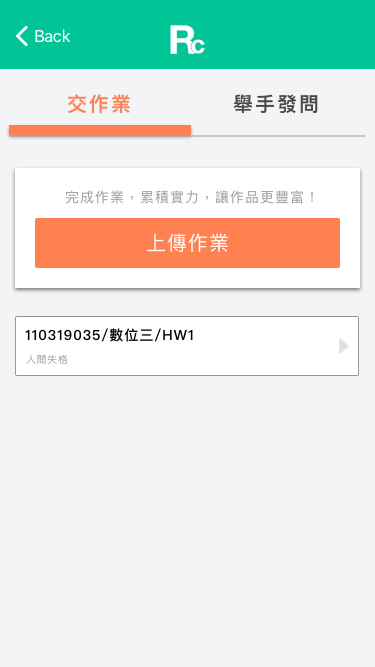 Back
Rc
交作業
舉手發問
完成作業，累積實力，讓作品更豐富！
上傳作業
110319035/數位三/HW1
人間失格